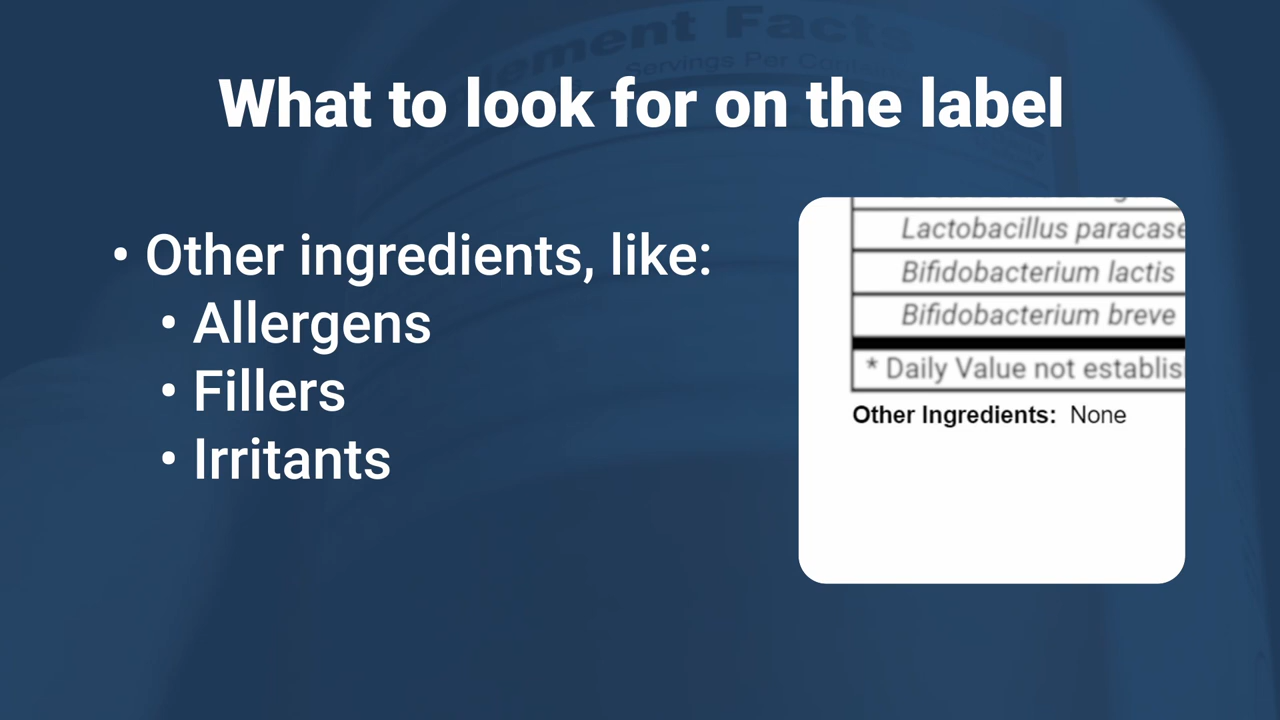 What to look for on the label
• Other ingredients, like:
• Allergens
• Fillers
• Irritants
Lactobacillus paracase
Bifidobacterium lactis
Bifidobacterium breve
* Daily Value not establis
Other Ingredients: None